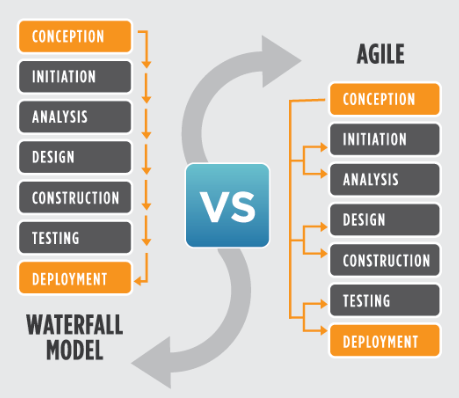 CONCEPTION
INITIATION
ANALYSIS
DESIGN
CONSTRUCTION
TESTING
DEPLOYMENT
WATERFALL
MODEL
VS
AGILE
CONCEPTION
INITIATION
ANALYSIS
DESIGN
CONSTRUCTION
TESTING
DEPLOYMENT